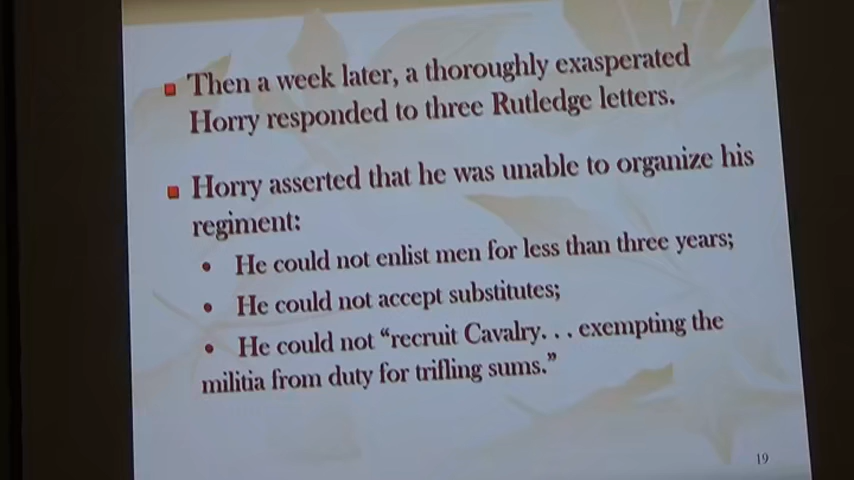 Then a week later, a thoroughly exasperated
Horry responded to three Rutledge letters.
Horry asserted that he was unable to organize his
regiment:
• He could not enlist men for less than three years;
• He could not accept substitutes;
• He could not “recruit Cavalry. . . exempting the
militia from duty for trifling sums.”
19